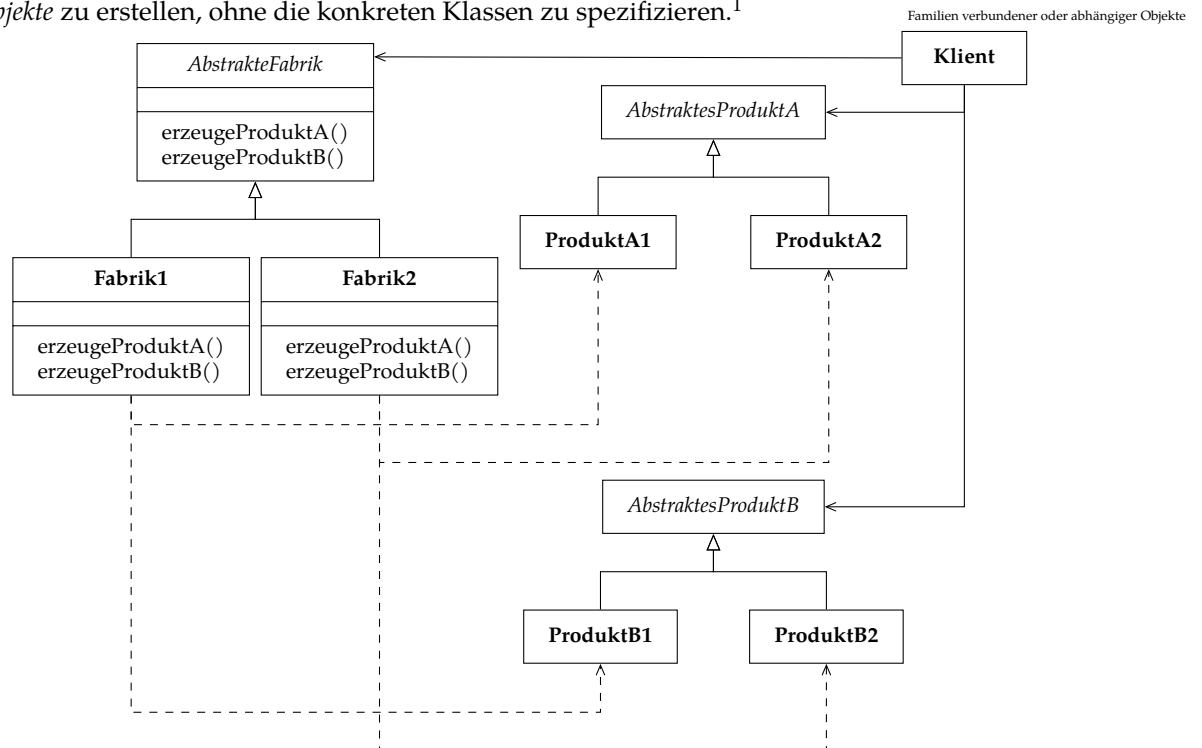 jekte zu erstellen, ohne die konkreten Klassen zu spezifizieren.1
Familien verbundener oder abhängiger Objekte
AbstrakteFabrik
erzeugeProduktA()
erzeugeProduktB()
Klient
AbstraktesProduktA
ProduktA1
ProduktA2
Fabrik1
erzeugeProduktA()
erzeugeProduktB()
Fabrik2
erzeugeProduktA()
erzeugeProduktB()
AbstraktesProduktB
ProduktB1
ProduktB2